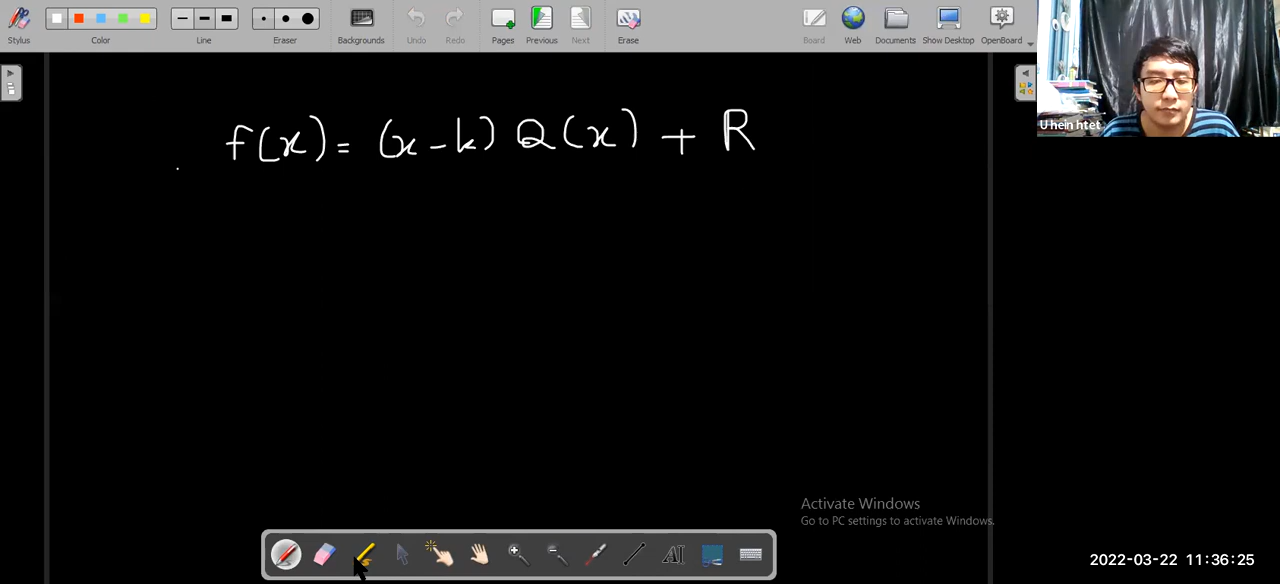 Stylus
Color
Line
Eraser
Backgrounds
Undo
Redo
Pages
Previous
Next
Erase
Board
Web
Documents
Show Desktop
OpenBoard
U hein htet
f(x) = (x - k) Q(x) + R
Activate Windows
Go to PC settings to activate Windows.
AI
2022-03-22 11:36:25